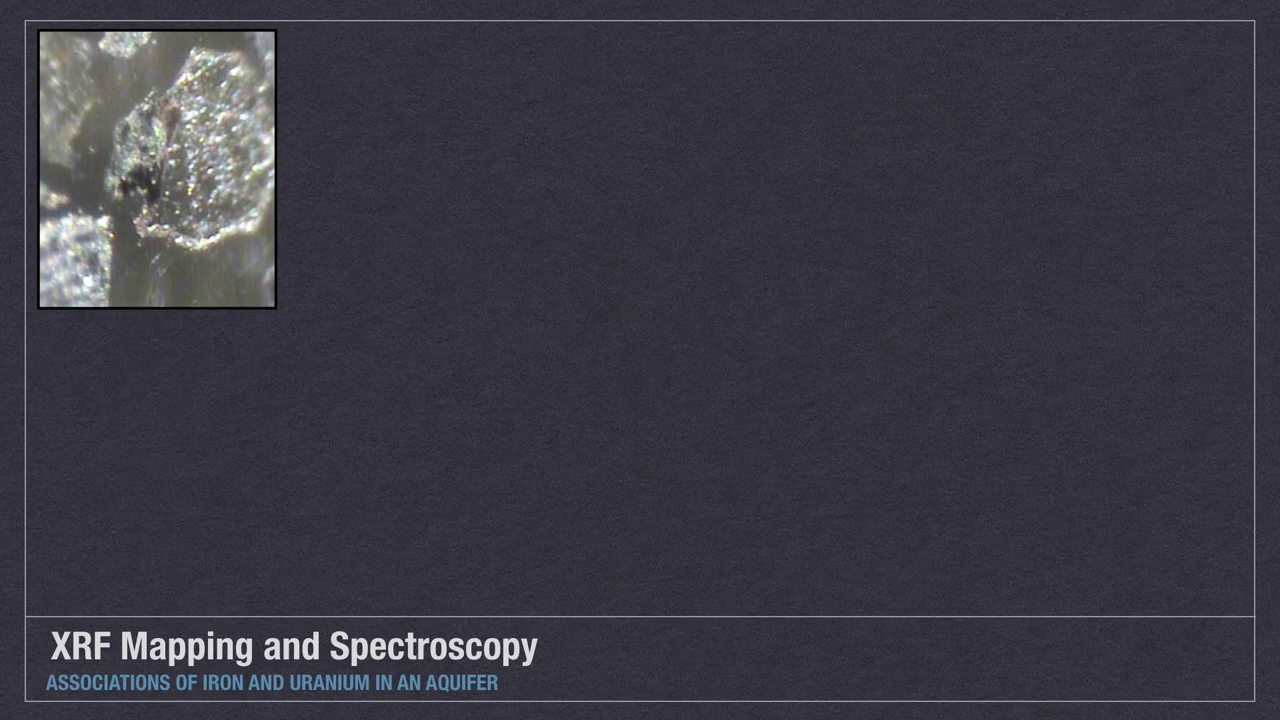 XRF Mapping and Spectroscopy
ASSOCIATIONS OF IRON AND URANIUM IN AN AQUIFER